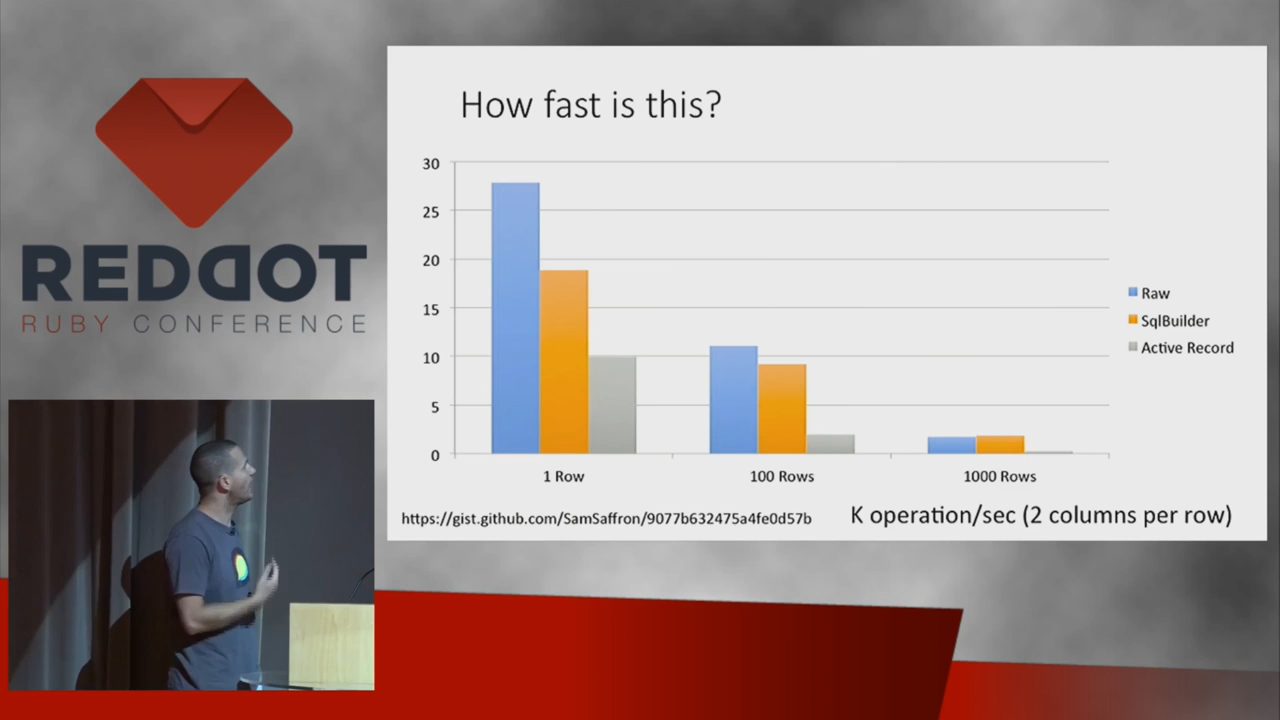 REDDOT
RUBY CONFERENCE
How fast is this?
30
25
20
15
10
5
0
1 Row
100 Rows
1000 Rows
Raw
SqlBuilder
Active Record
https://gist.github.com/SamSaffron/9077b632475a4fe0d57b
K operation/sec (2 columns per row)